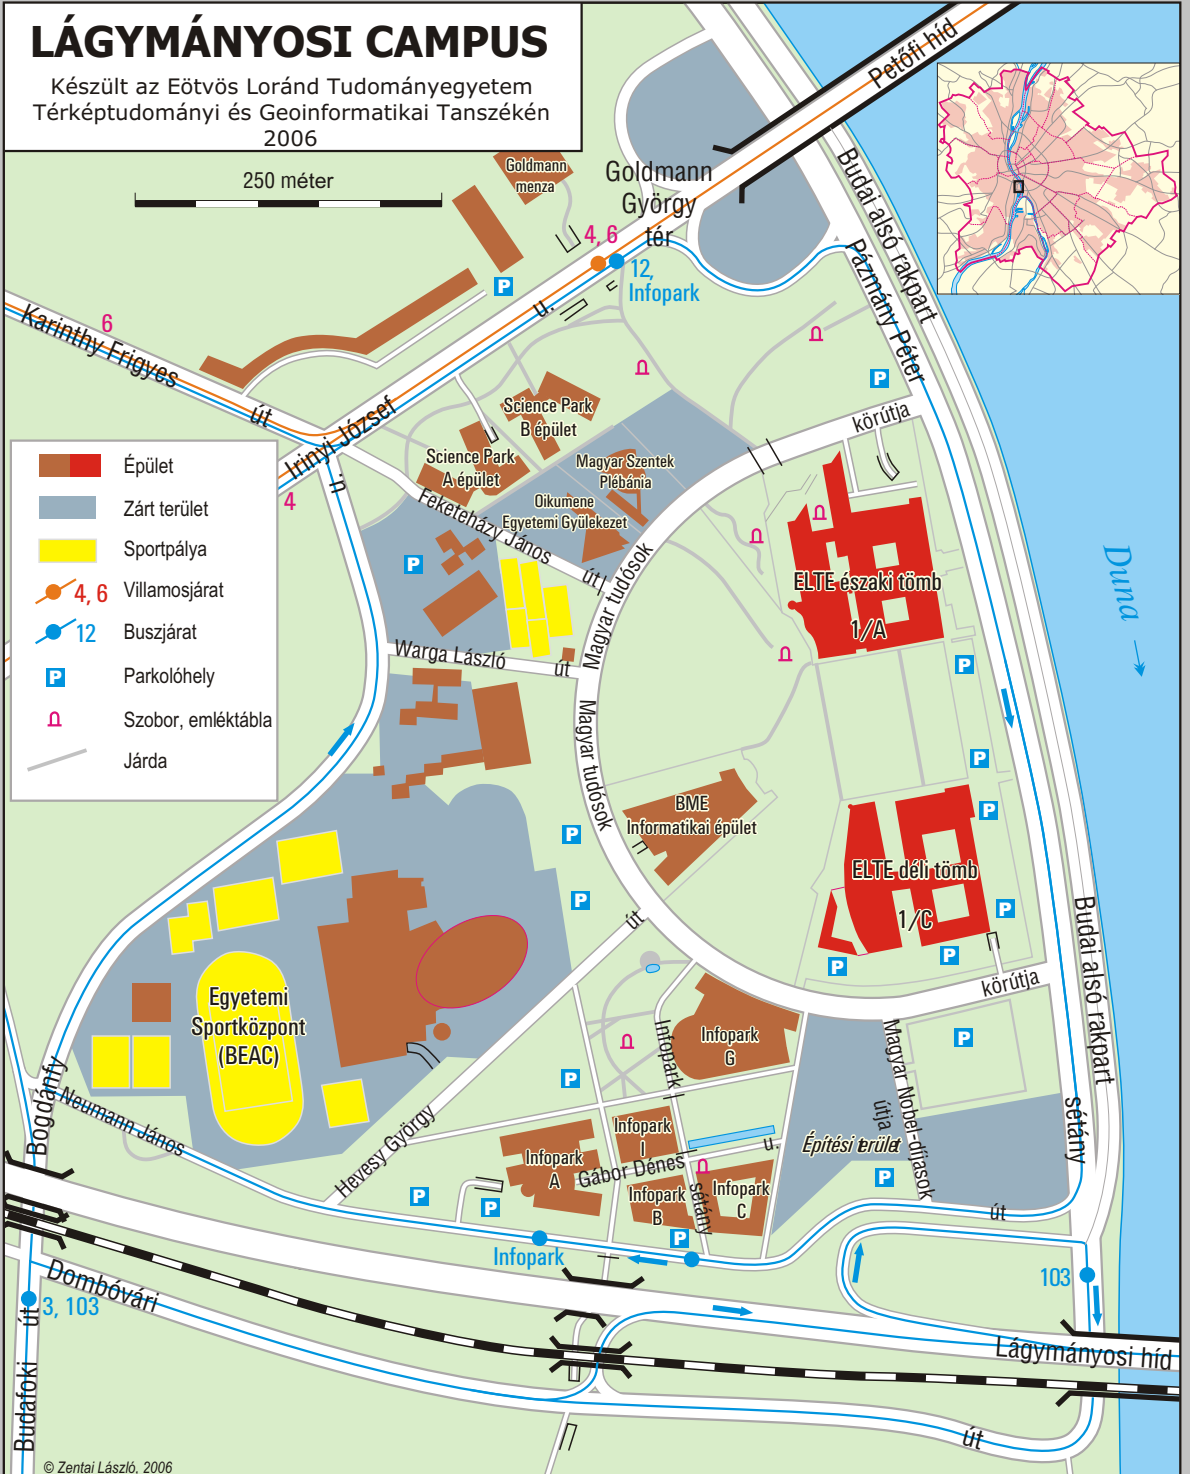 LÁGYMÁNYOSI CAMPUS
Készült az Eötvös Loránd Tudományegyetem
Térképtudományi és Geoinformatikai Tanszékén
2006
250 méter
Petőfi híd
Goldmann
menza
Goldmann
György
tér
4, 6
12,
Infopark
P
Budai alsó rakpart
Pázmány Péter
6
Karinthy Frigyes
út
Irinyi József
u.
4
u.
P
körútja
Science Park
B épület
Science Park
A épület
Magyar Szentek
Plébánia
Oikumene
Egyetemi Gyülekezet
Feketeházy János
út
Magyar tudósok
P
Épület
Zárt terület
Sportpálya
4, 6 Villamosjárat
12 Buszjárat
P Parkolóhely
Szobor, emléktábla
Járda
ELTE északi tömb
1/A
Duna
Warga László
út
P
Magyar tudósok
P
BME
Informatikai épület
P
P
P
ELTE déli tömb
1/C
P
P
P
P
út
körútja
Budai alsó rakpart
Egyetemi
Sportközpont
(BEAC)
Infopark
Infopark
G
Magyar Nobel-díjasok
útja
P
sétány
P
Bogdánfy
Neumann János
Hevesy György
Infopark
I
Infopark
A
Gábor Dénes
u.
Építési terület
Infopark
B
Infopark
C
sétány
P
P
P
P
út
Infopark
103
Dombóvári
3, 103
út
Lágymányosi híd
Budafoki
út
© Zentai László, 2006